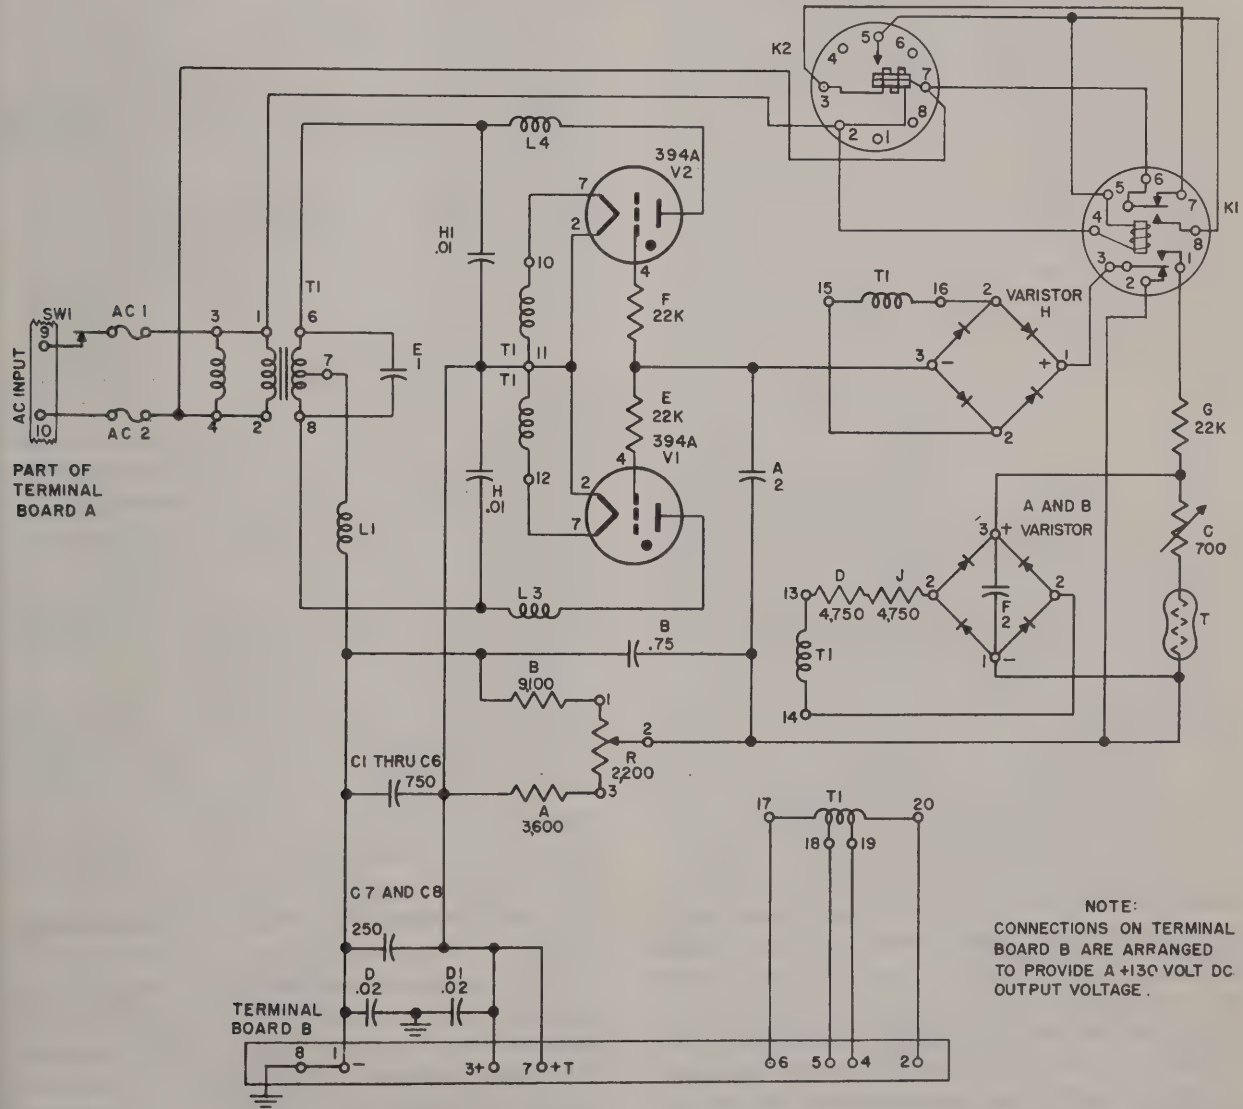 K2
5
6
4
7
3
8
2
1
L4
394A
V2
7
2
4
H1
.01
10
F
22K
5
6
7
K1
4
8
3
2
1
SW1
AC 1
T1
9
3
1
6
7
E
1
AC INPUT
10
AC 2
4
2
8
T1
11
T1
E
22K
394A
V1
4
2
7
12
H
.01
A
2
T1
15
16
2
VARISTOR
H
3
-
+
1
2
G
22K
PART OF
TERMINAL
BOARD A
L1
L3
A AND B
VARISTOR
3
+
C
700
13
D
4,750
J
4,750
2
F
2
2
T
T1
1
-
14
B
.75
B
9,100
1
2
R
2,200
3
C1 THRU C6
750
A
3,600
17
T1
20
18
19
C7 AND C8
250
D
.02
D1
.02
TERMINAL
BOARD B
8
1
-
3+
7
+T
6
5
4
2
NOTE:
CONNECTIONS ON TERMINAL
BOARD B ARE ARRANGED
TO PROVIDE A +130 VOLT DC
OUTPUT VOLTAGE.